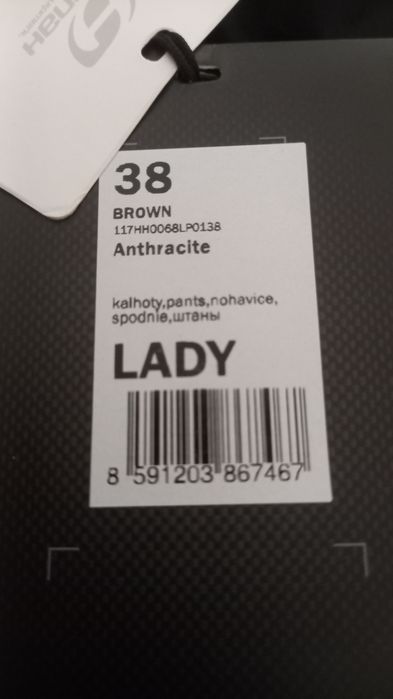 38
BROWN
117HH0068LP0138
Anthracite
kalhoty,pants,nohavice,
spodnie,штаны
LADY
8 591203 867467